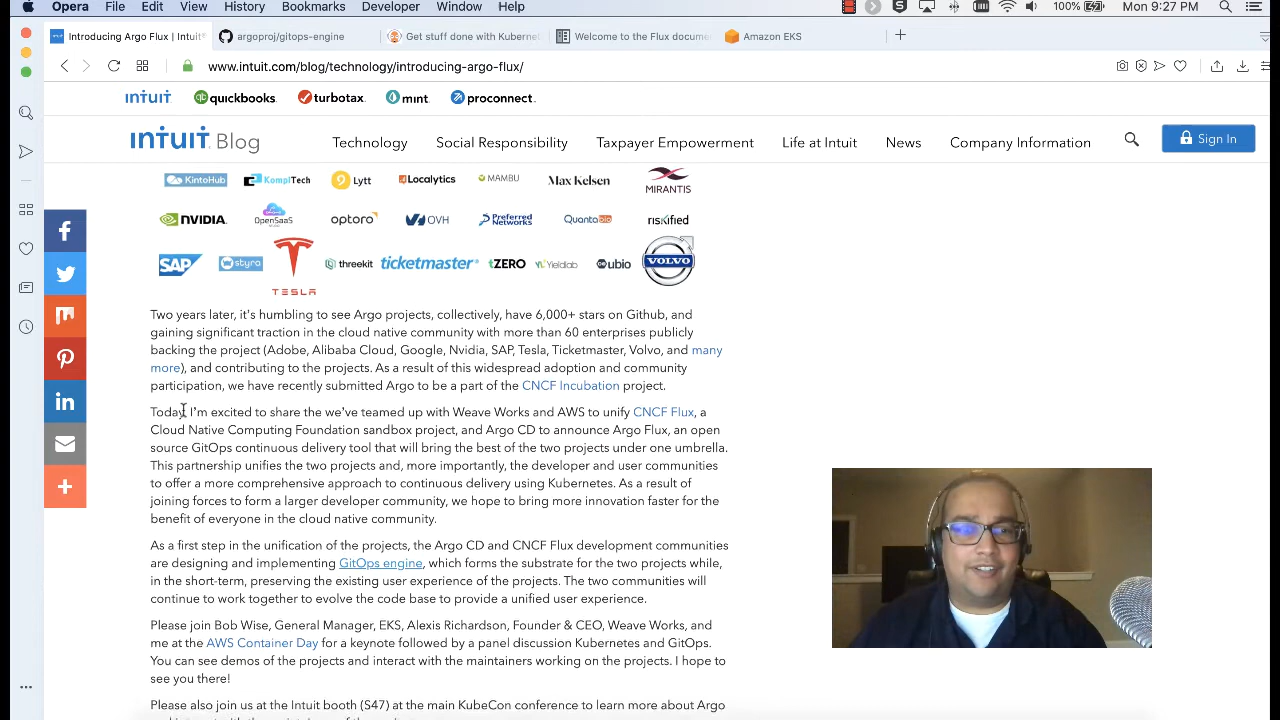 Opera File Edit View History Bookmarks Developer Window Help 100% Mon 9:27 PM
Introducing Argo Flux | Intuit argoproj/gitops-engine Get stuff done with Kubernet Welcome to the Flux docume Amazon EKS
www.intuit.com/blog/technology/introducing-argo-flux/
intuit quickbooks. turbotax. mint. proconnect.
intuit Blog Technology Social Responsibility Taxpayer Empowerment Life at Intuit News Company Information Sign In
KintoHub KompiTech Lytt Localytics MAMBU Max Kelsen MIRANTIS
NVIDIA. OpenSaaS optoro OVH Preferred Networks Quantabio riskified
SAP styra TESLA threekit ticketmaster tZERO Yieldlab ubio VOLVO
Two years later, it's humbling to see Argo projects, collectively, have 6,000+ stars on Github, and
gaining significant traction in the cloud native community with more than 60 enterprises publicly
backing the project (Adobe, Alibaba Cloud, Google, Nvidia, SAP, Tesla, Ticketmaster, Volvo, and many
more), and contributing to the projects. As a result of this widespread adoption and community
participation, we have recently submitted Argo to be a part of the CNCF Incubation project.
Today I'm excited to share the we've teamed up with Weave Works and AWS to unify CNCF Flux, a
Cloud Native Computing Foundation sandbox project, and Argo CD to announce Argo Flux, an open
source GitOps continuous delivery tool that will bring the best of the two projects under one umbrella.
This partnership unifies the two projects and, more importantly, the developer and user communities
to offer a more comprehensive approach to continuous delivery using Kubernetes. As a result of
joining forces to form a larger developer community, we hope to bring more innovation faster for the
benefit of everyone in the cloud native community.
As a first step in the unification of the projects, the Argo CD and CNCF Flux development communities
are designing and implementing GitOps engine, which forms the substrate for the two projects while,
in the short-term, preserving the existing user experience of the projects. The two communities will
continue to work together to evolve the code base to provide a unified user experience.
Please join Bob Wise, General Manager, EKS, Alexis Richardson, Founder & CEO, Weave Works, and
me at the AWS Container Day for a keynote followed by a panel discussion Kubernetes and GitOps.
You can see demos of the projects and interact with the maintainers working on the projects. I hope to
see you there!
Please also join us at the Intuit booth (S47) at the main KubeCon conference to learn more about Argo